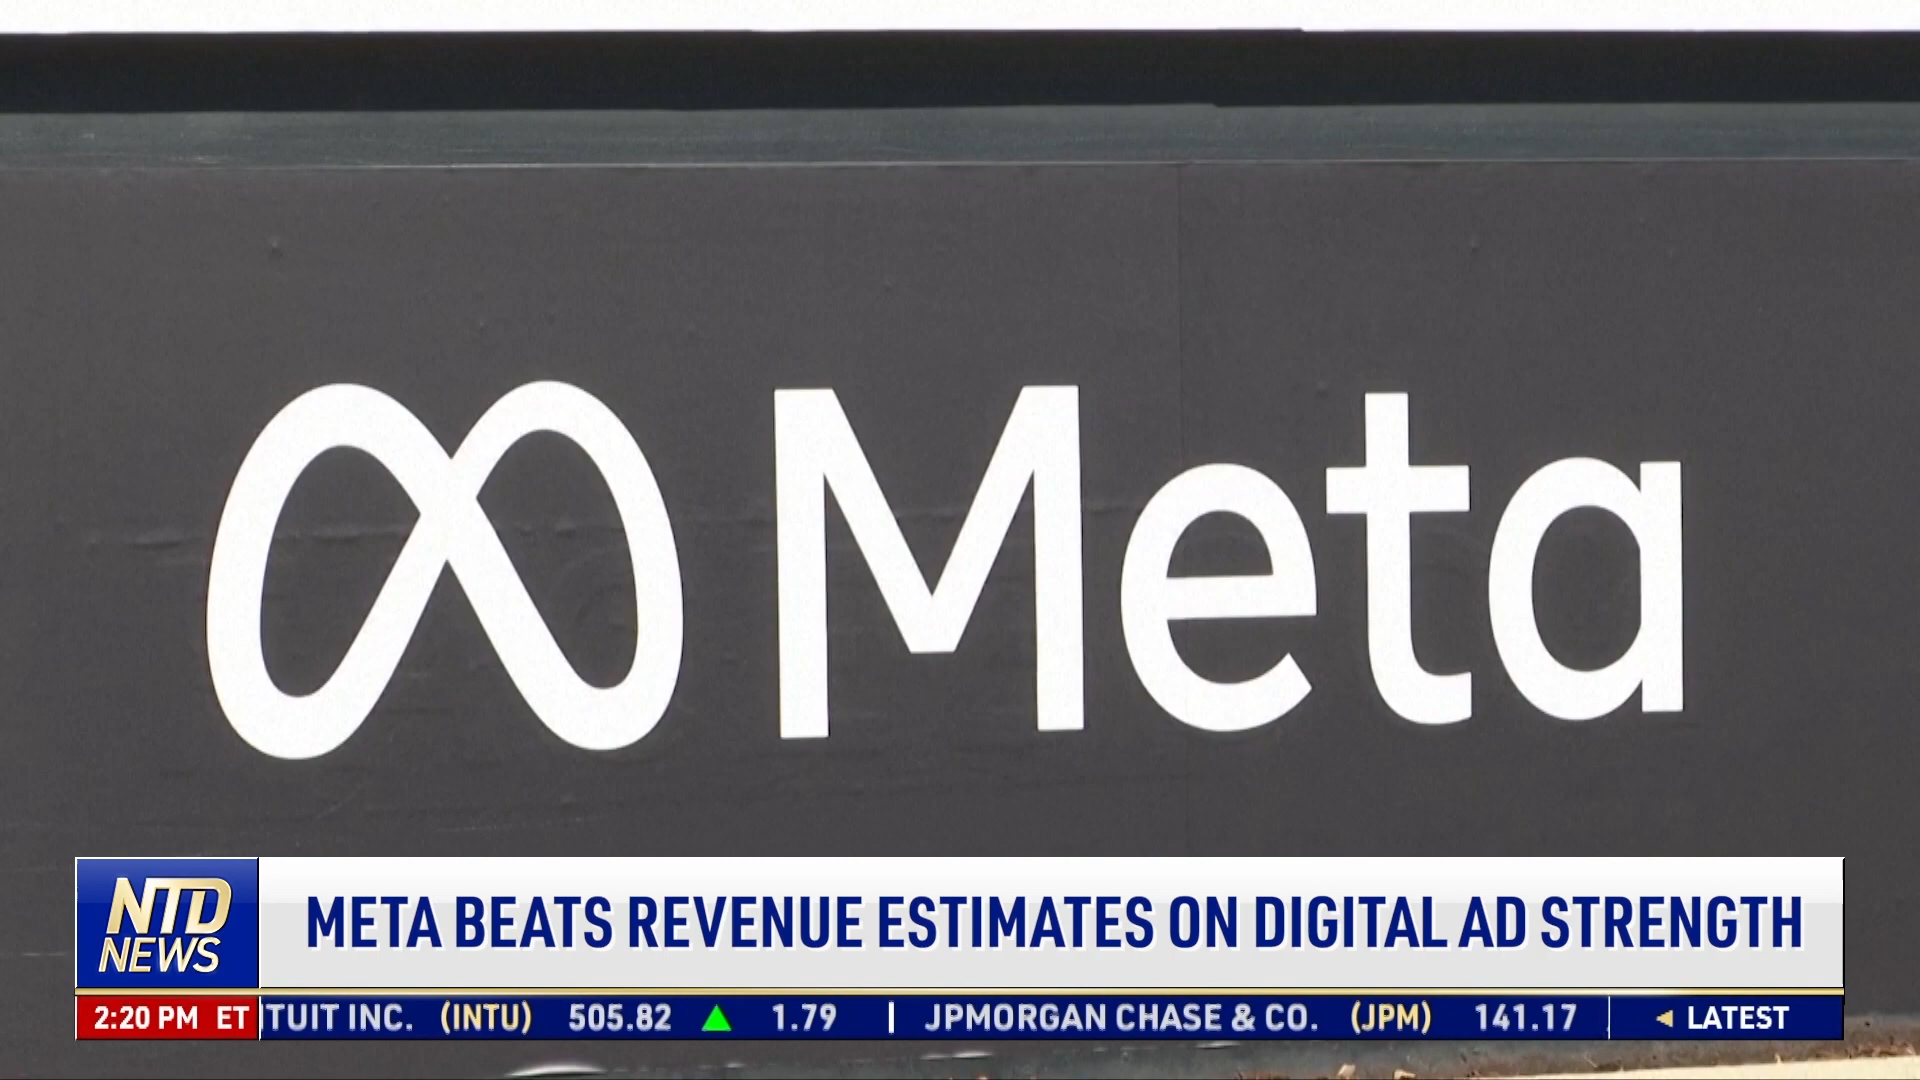 Meta
NTD
NEWS
META BEATS REVENUE ESTIMATES ON DIGITAL AD STRENGTH
2:20 PM ET
TUIT INC. (INTU) 505.82 ▲ 1.79 | JPMORGAN CHASE & CO. (JPM) 141.17
◄ LATEST